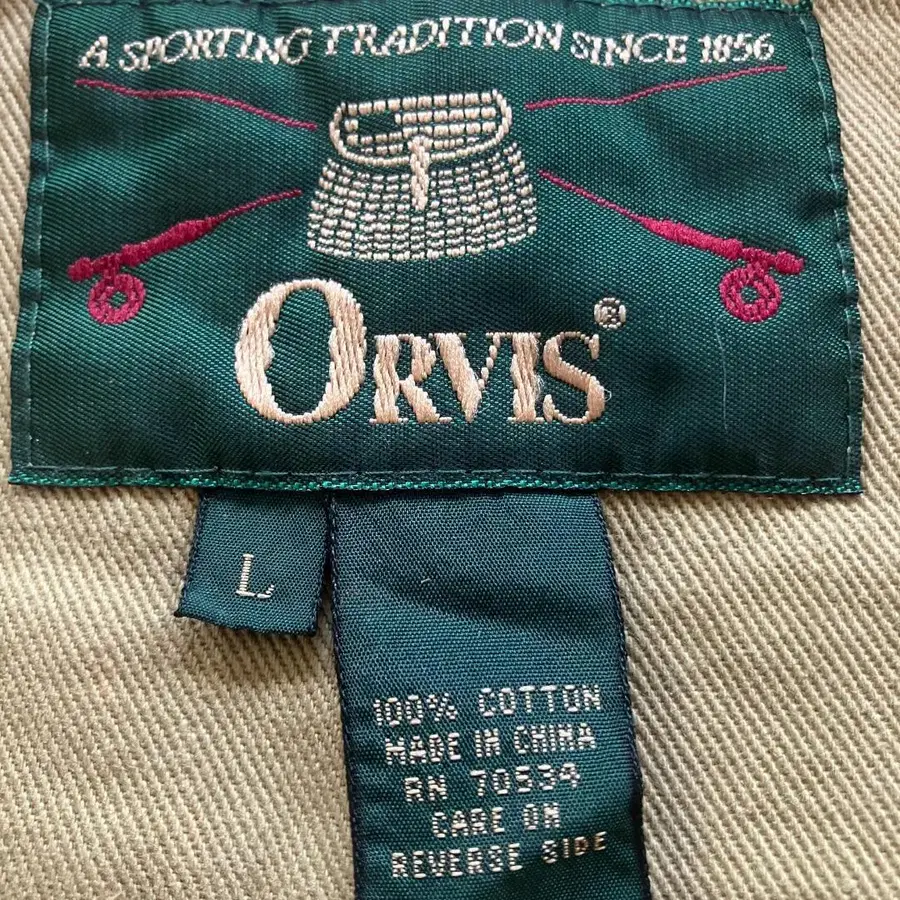 A SPORTING TRADITION SINCE 1856
ORVIS®
L
100% COTTON
MADE IN CHINA
RN 70534
CARE ON
REVERSE SIDE